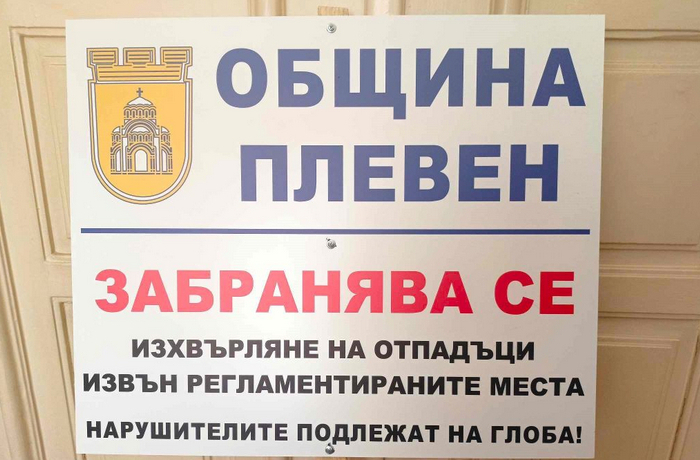 ОБЩИНА
ПЛЕВЕН
ЗАБРАНЯВА СЕ
ИЗХВЪРЛЯНЕ НА ОТПАДЪЦИ
ИЗВЪН РЕГЛАМЕНТИРАНИТЕ МЕСТА
НАРУШИТЕЛИТЕ ПОДЛЕЖАТ НА ГЛОБА!